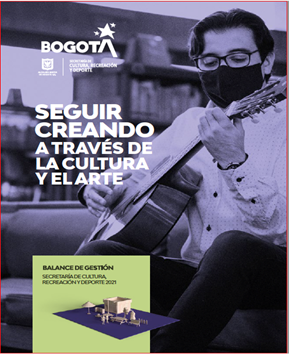 BOGOTÁ
SECRETARÍA DE
CULTURA, RECREACIÓN
Y DEPORTE
SEGUIR
CREANDO
A TRAVÉS DE
LA CULTURA
Y EL ARTE
BALANCE DE GESTIÓN
SECRETARÍA DE CULTURA,
RECREACIÓN Y DEPORTE 2021